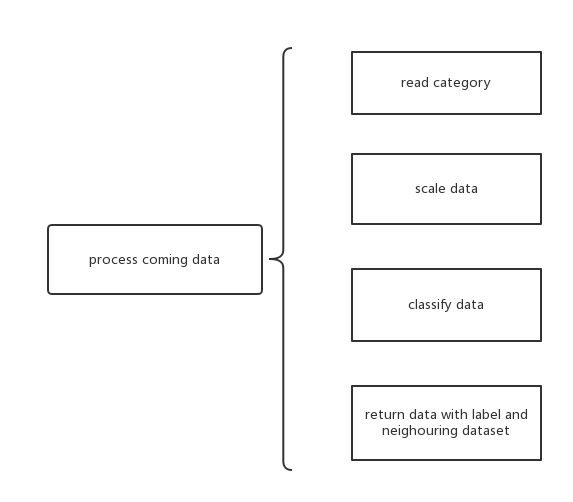 read category
scale data
process coming data
classify data
return data with label and
neighouring dataset